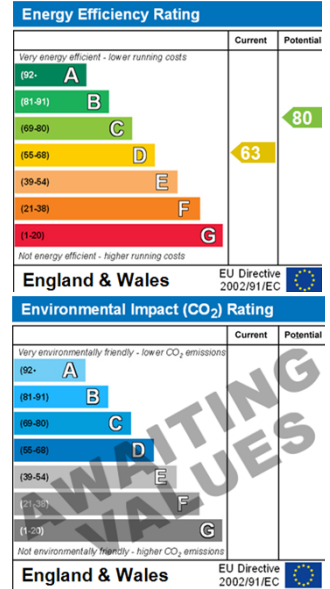 Energy Efficiency Rating
Current Potential
Very energy efficient - lower running costs
(92+ A
(81-91) B
(69-80) C
80
(55-68) D
63
(39-54) E
(21-38) F
(1-20) G
Not energy efficient - higher running costs
England & Wales
EU Directive
2002/91/EC
Environmental Impact (CO2) Rating
Current Potential
Very environmentally friendly - lower CO2 emissions
(92+ A
(81-91) B
(69-80) C
(55-68) D
(39-54) E
(21-38) F
(1-20) G
AWAITING
VALUES
Not environmentally friendly - higher CO2 emissions
England & Wales
EU Directive
2002/91/EC